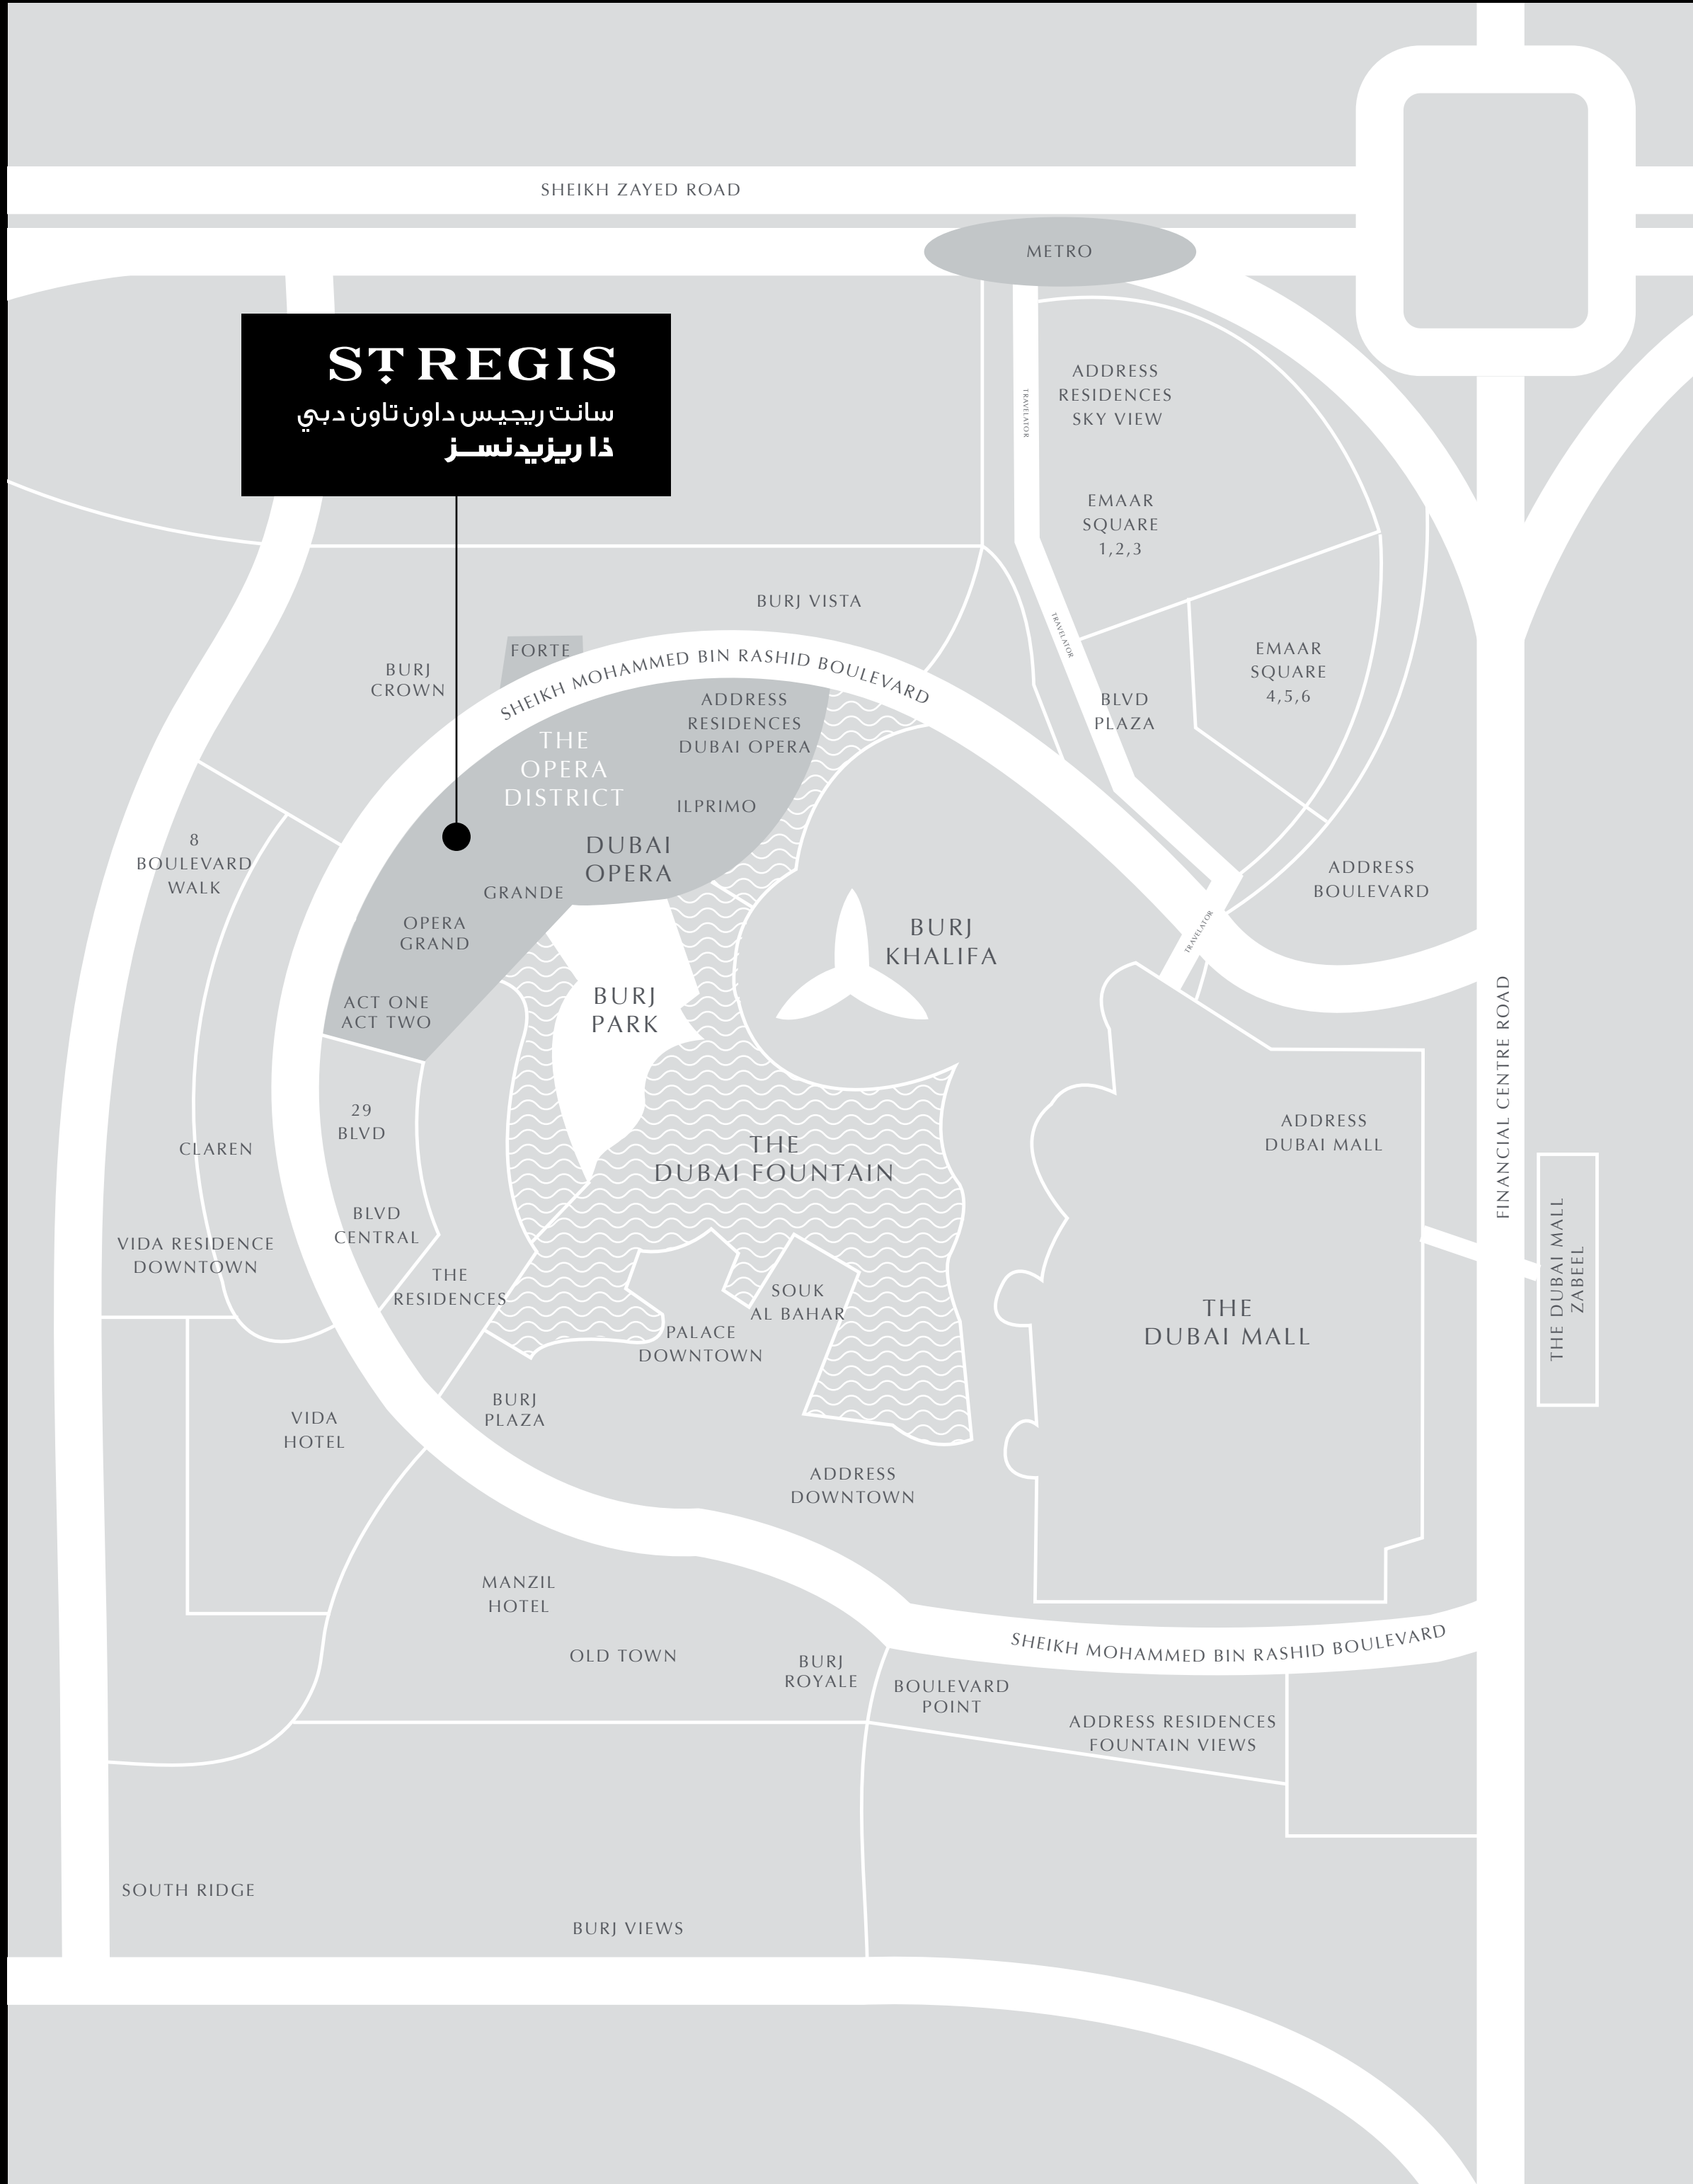 SHEIKH ZAYED ROAD
METRO
ST REGIS
سانت ريجيس داون تاون دبي
ذا ريزيدنسـز
TRAVELATOR
ADDRESS
RESIDENCES
SKY VIEW
EMAAR
SQUARE
1,2,3
BURJ VISTA
TRAVELATOR
FORTE
BURJ
CROWN
SHEIKH MOHAMMED BIN RASHID BOULEVARD
EMAAR
SQUARE
4,5,6
BLVD
PLAZA
ADDRESS
RESIDENCES
DUBAI OPERA
THE
OPERA
DISTRICT
ILPRIMO
DUBAI
OPERA
8
BOULEVARD
WALK
GRANDE
OPERA
GRAND
ADDRESS
BOULEVARD
BURJ
KHALIFA
TRAVELATOR
ACT ONE
ACT TWO
BURJ
PARK
FINANCIAL CENTRE ROAD
29
BLVD
ADDRESS
DUBAI MALL
CLAREN
THE
DUBAI FOUNTAIN
BLVD
CENTRAL
VIDA RESIDENCE
DOWNTOWN
THE
RESIDENCES
SOUK
AL BAHAR
PALACE
DOWNTOWN
THE
DUBAI MALL
THE DUBAI MALL
ZABEEL
BURJ
PLAZA
VIDA
HOTEL
ADDRESS
DOWNTOWN
MANZIL
HOTEL
OLD TOWN
BURJ
ROYALE
SHEIKH MOHAMMED BIN RASHID BOULEVARD
BOULEVARD
POINT
ADDRESS RESIDENCES
FOUNTAIN VIEWS
SOUTH RIDGE
BURJ VIEWS